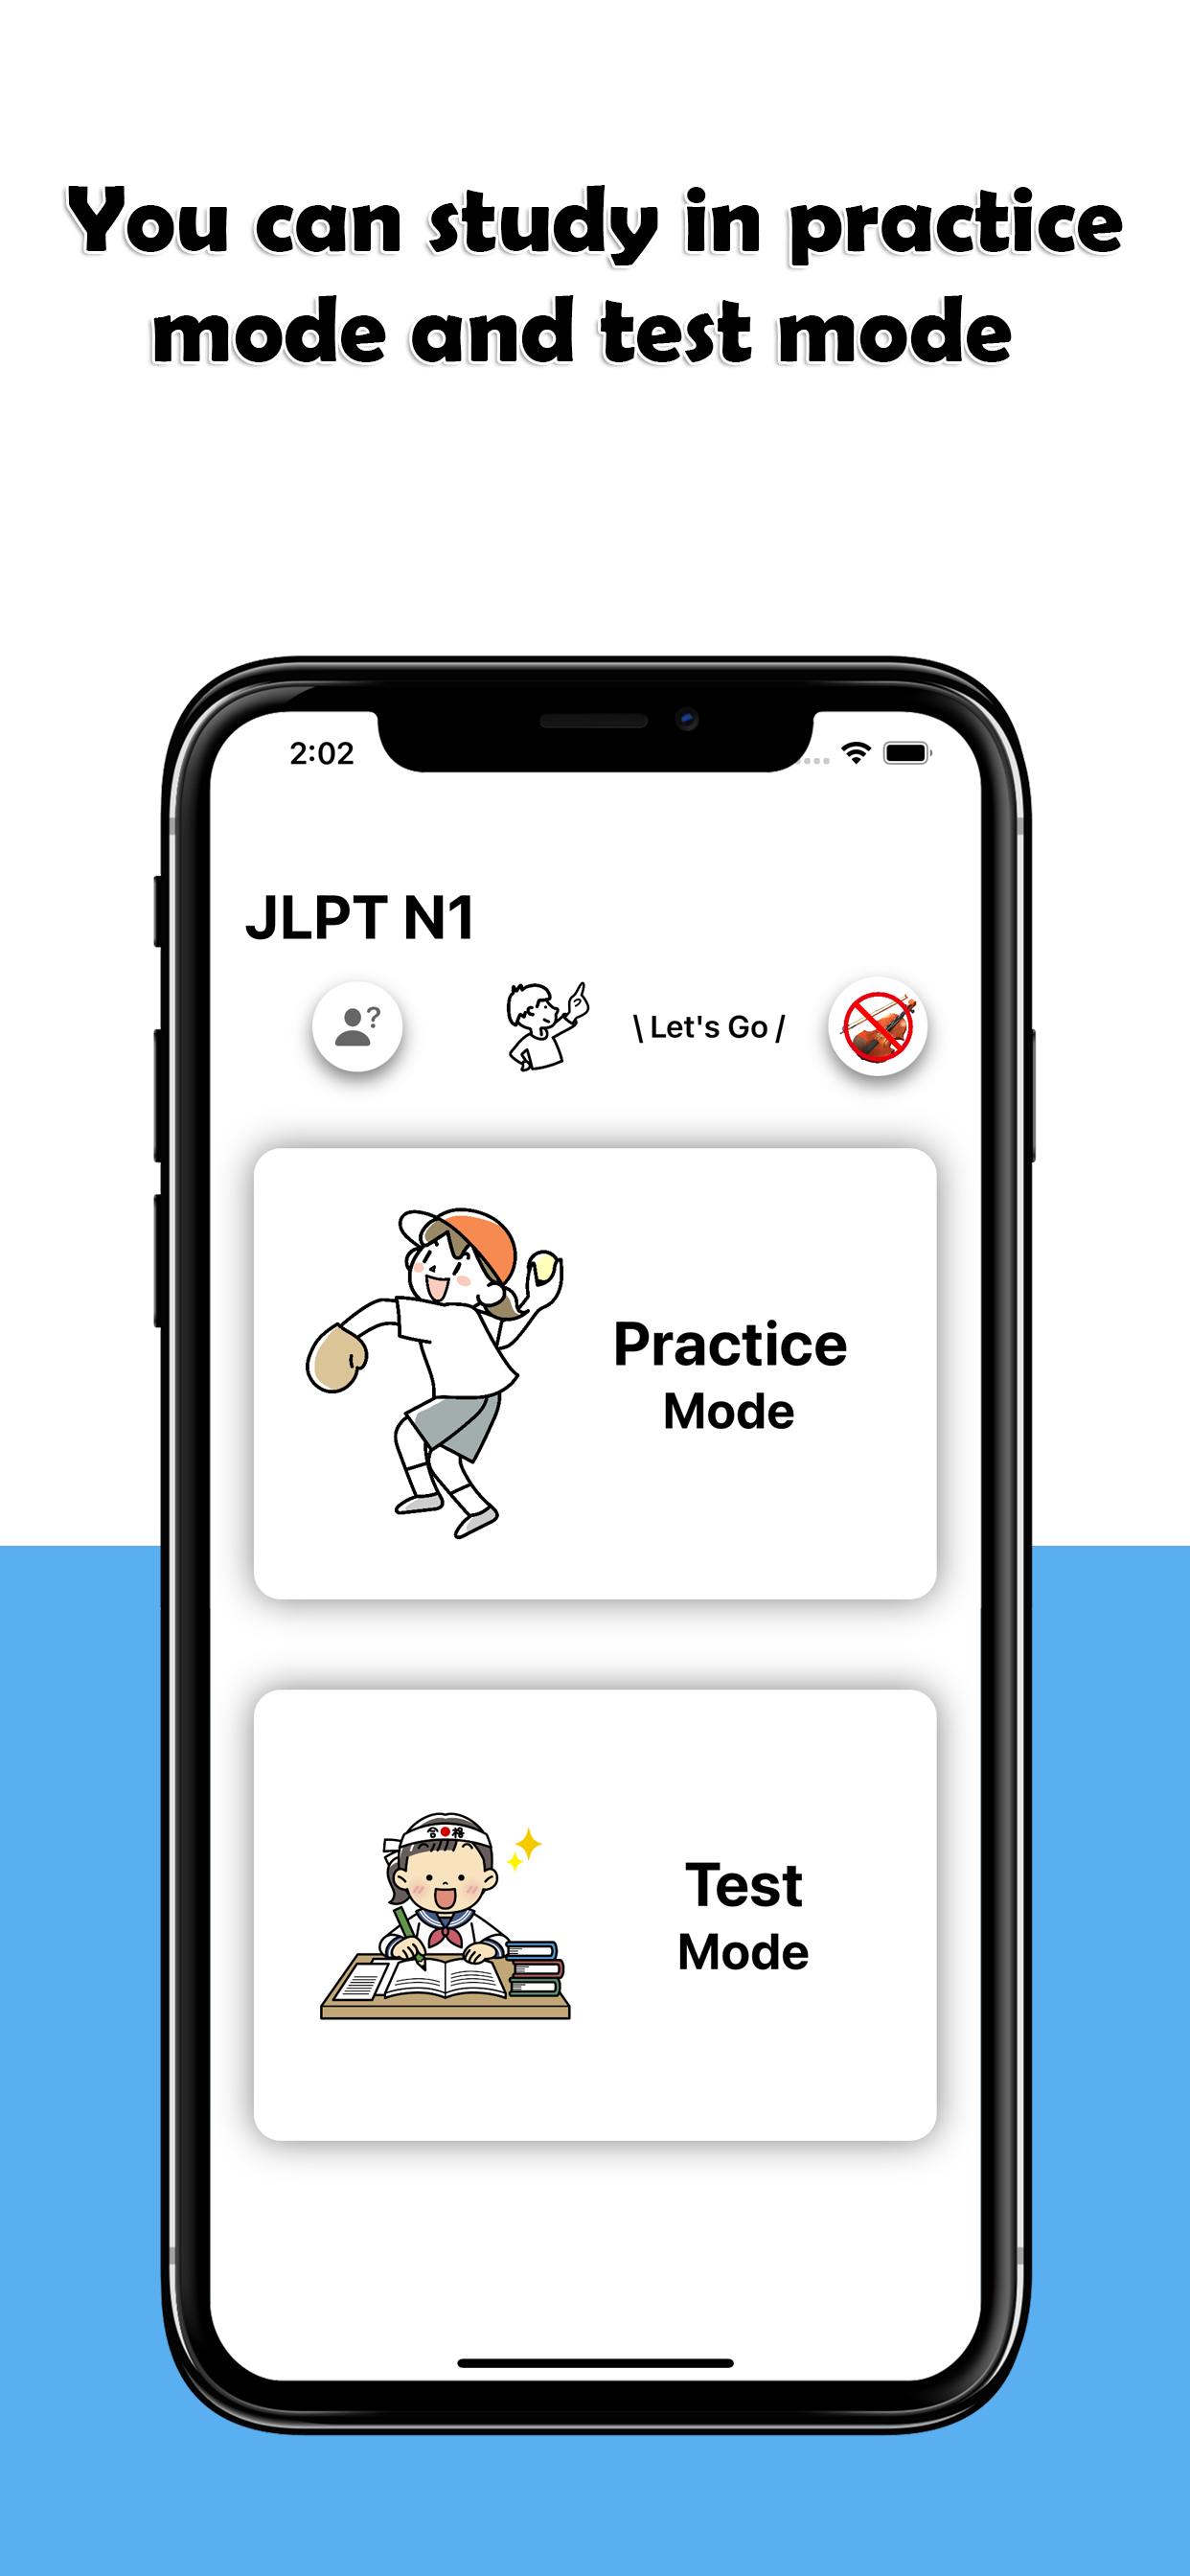 You can study in practice
mode and test mode
2:02
JLPT N1
?
\ Let's Go /
Practice
Mode
合格
Test
Mode